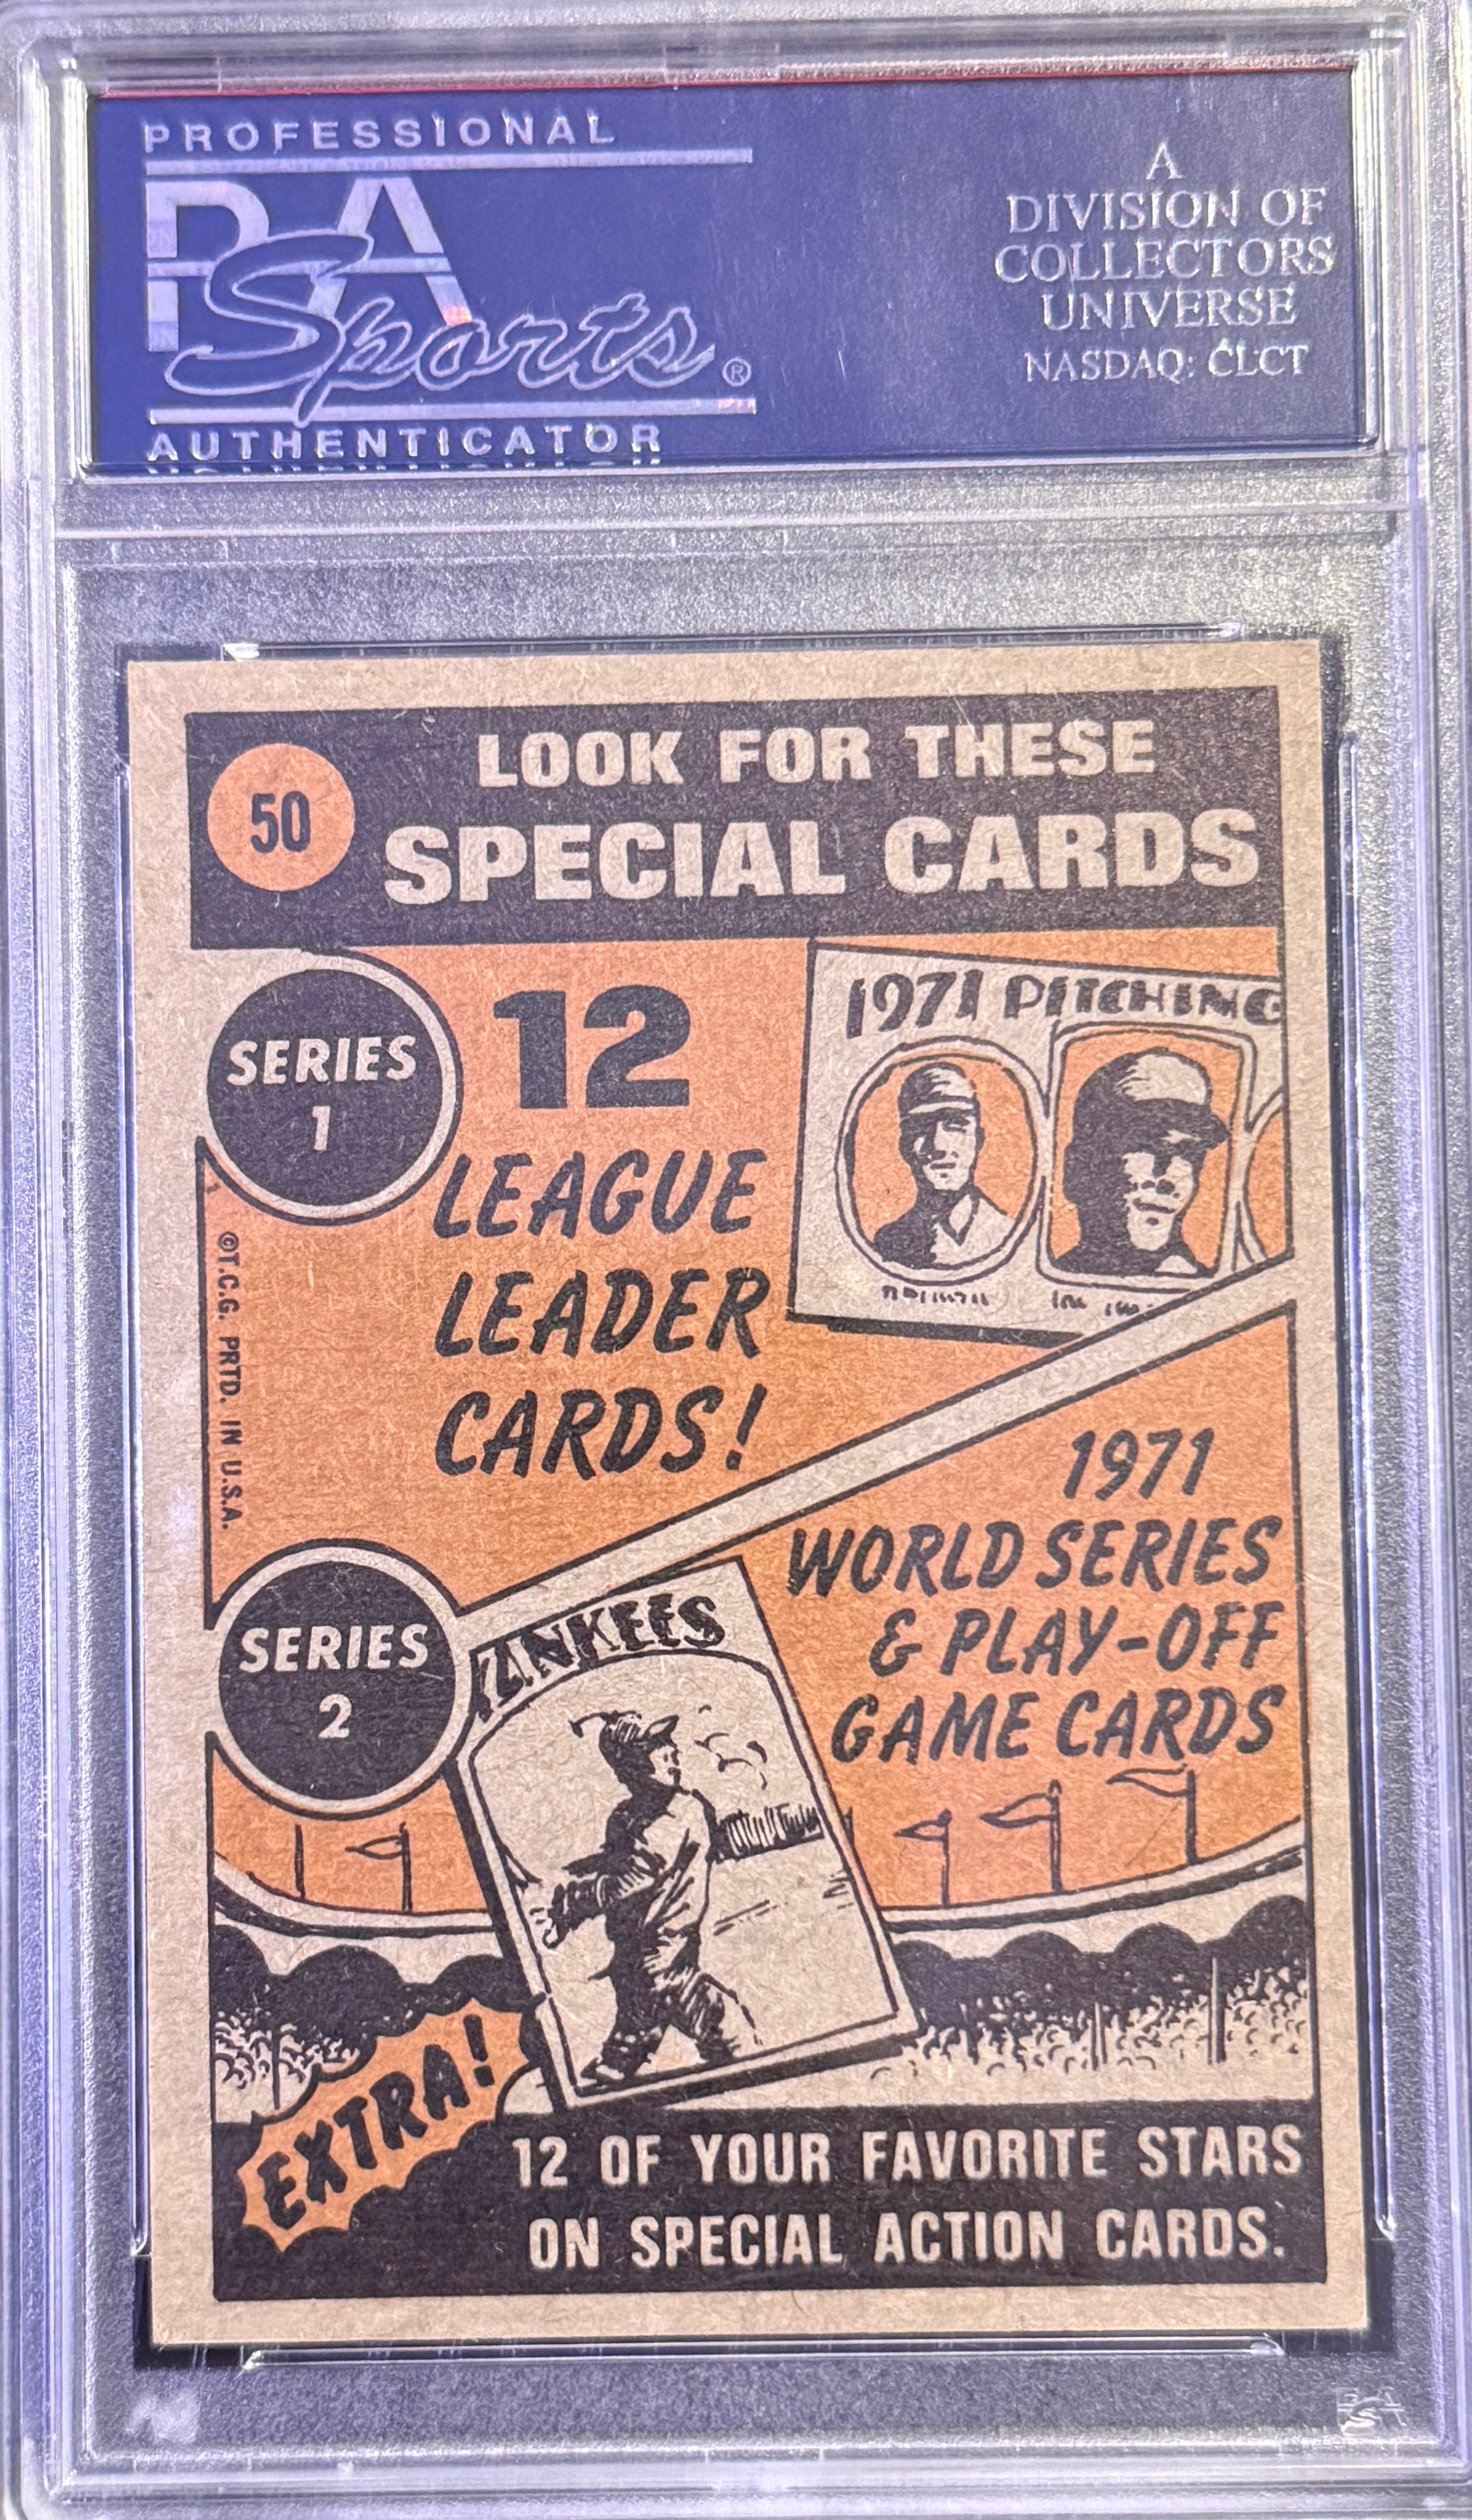 PROFESSIONAL
PSA
Sports®
AUTHENTICATOR
A
DIVISION OF
COLLECTORS
UNIVERSE
NASDAQ: CLCT
50
LOOK FOR THESE
SPECIAL CARDS
SERIES
1
12
LEAGUE
LEADER
CARDS!
1971 PITCHING
©T.C.G. PRTD. IN U.S.A.
1971
WORLD SERIES
& PLAY-OFF
GAME CARDS
SERIES
2
YANKEES
EXTRA!
12 OF YOUR FAVORITE STARS
ON SPECIAL ACTION CARDS.
PSA